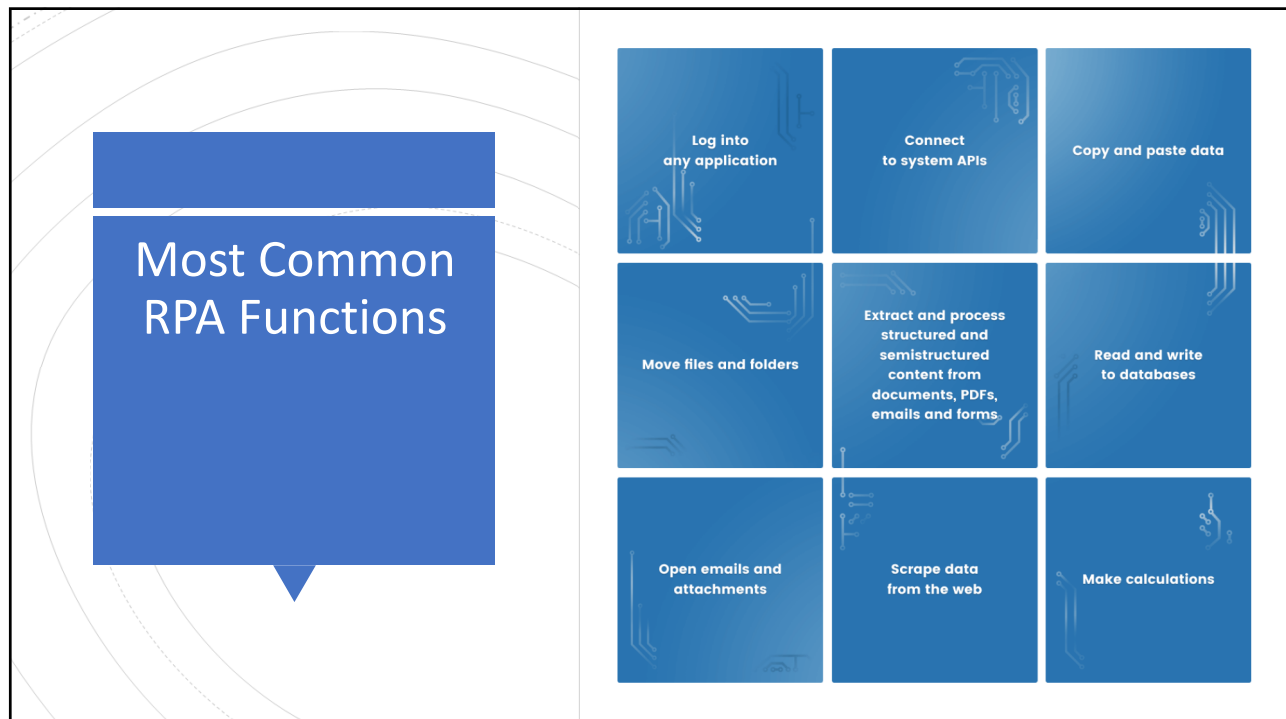 Most Common
RPA Functions
Log into
any application
Connect
to system APIs
Copy and paste data
Move files and folders
Extract and process
structured and
semistructured
content from
documents, PDFs,
emails and forms
Read and write
to databases
Open emails and
attachments
Scrape data
from the web
Make calculations